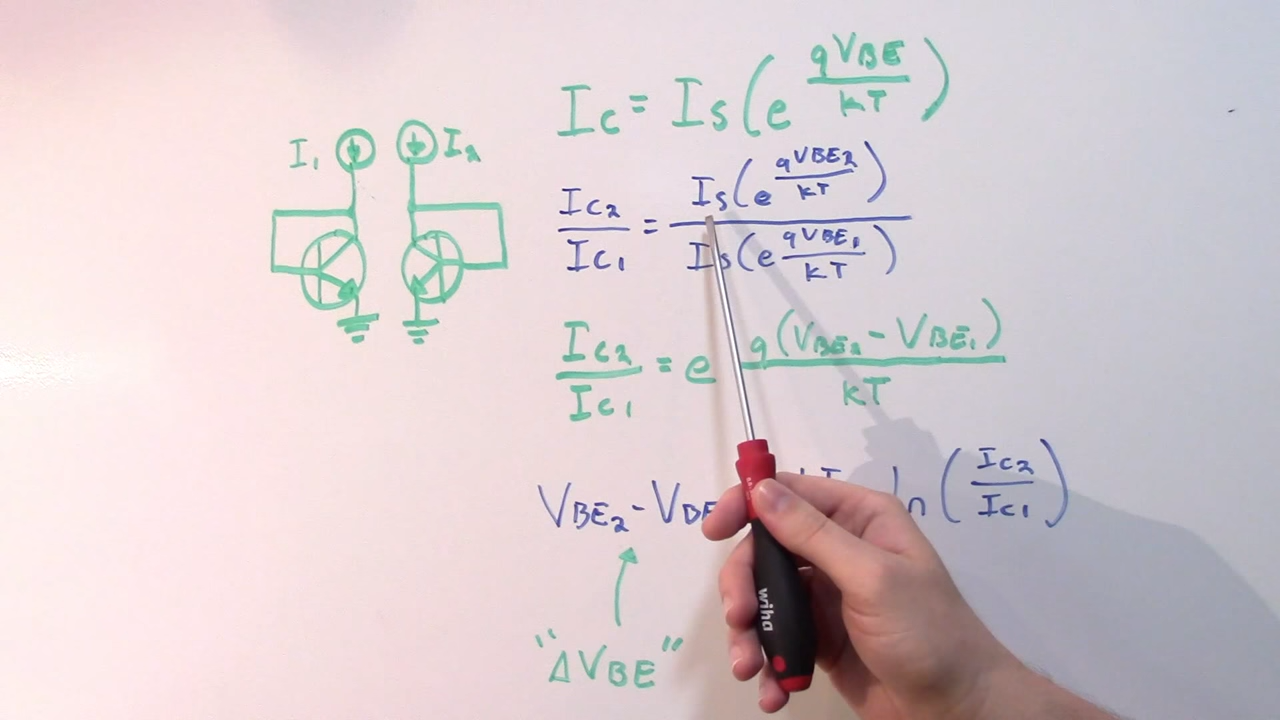 Ic = Is(e qVBE/kT)
I1 I2
Ic2/Ic1 = Is(e qVBE2/kT) / Is(e qVBE1/kT)
Ic2/Ic1 = e q(VBE2 - VBE1)/kT
VBE2 - VBE ln(Ic2/Ic1)
"ΔVBE"
wiha